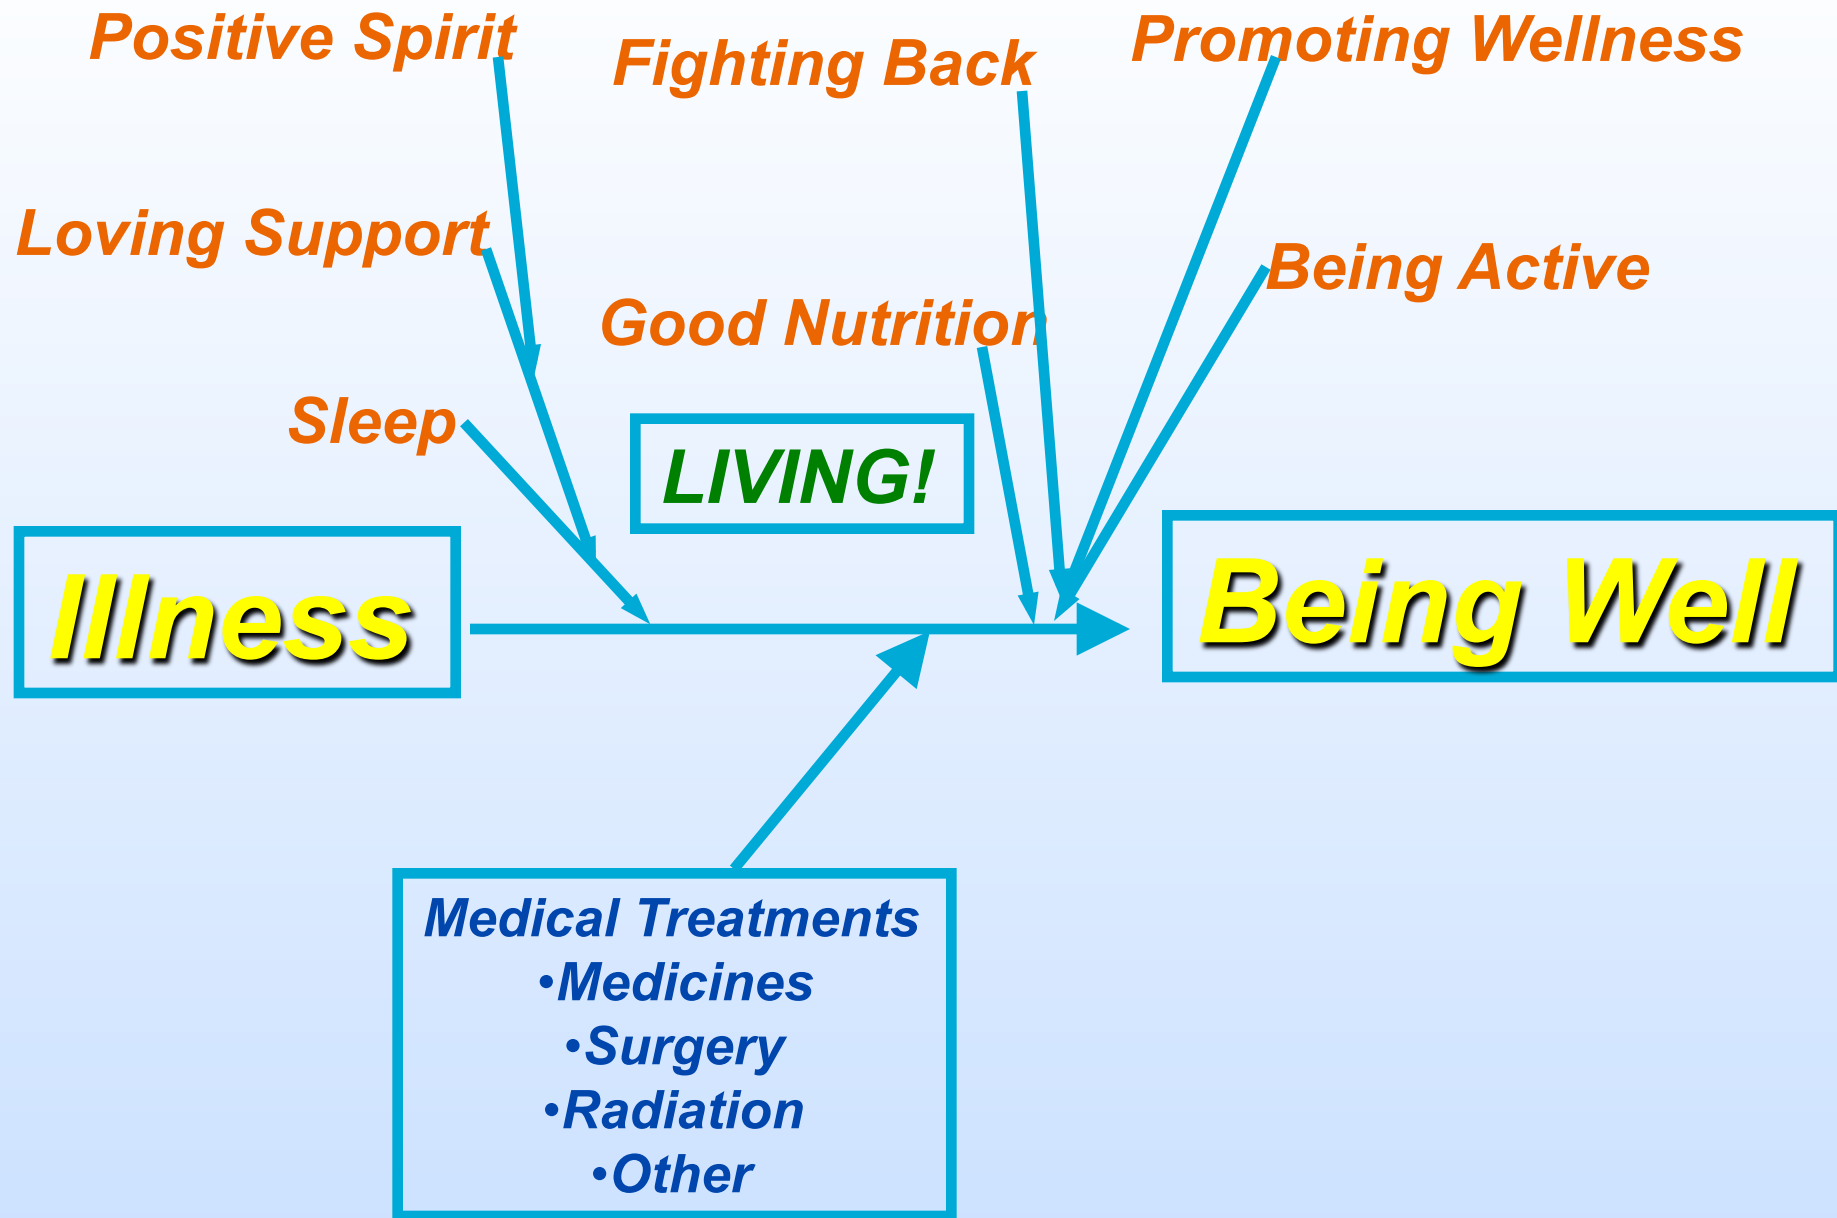 Positive Spirit
Fighting Back
Promoting Wellness
Loving Support
Being Active
Good Nutrition
Sleep
LIVING!
Illness
Being Well
Medical Treatments
•Medicines
•Surgery
•Radiation
•Other